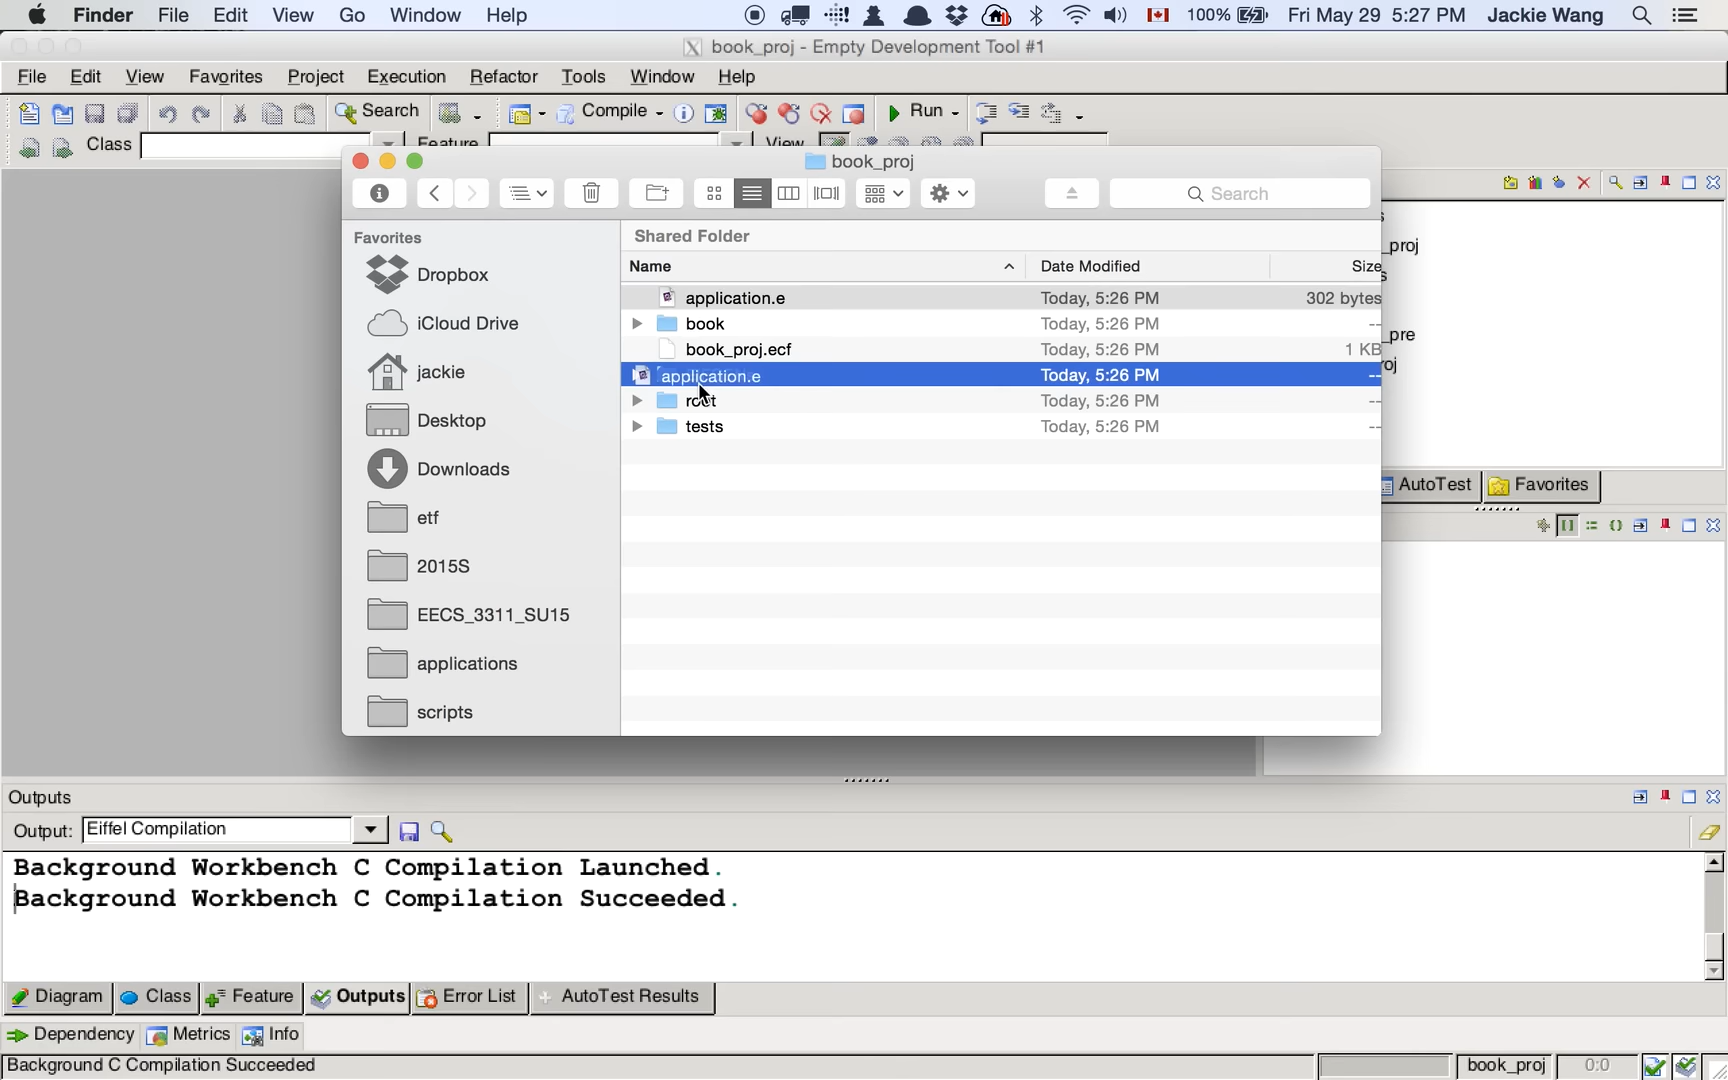 Finder File Edit View Go Window Help 100% Fri May 29 5:27 PM Jackie Wang
book_proj - Empty Development Tool #1
File Edit View Favorites Project Execution Refactor Tools Window Help
Search Compile Run
Class Feature View
book_proj
Search
Favorites
Dropbox
iCloud Drive
jackie
Desktop
Downloads
etf
2015S
EECS_3311_SU15
applications
scripts
Shared Folder
Name Date Modified Size
application.e Today, 5:26 PM 302 bytes
book Today, 5:26 PM --
book_proj.ecf Today, 5:26 PM 1 KB
application.e Today, 5:26 PM --
root Today, 5:26 PM --
tests Today, 5:26 PM --
_proj
_pre
AutoTest Favorites
Outputs
Output: Eiffel Compilation
Background Workbench C Compilation Launched.
Background Workbench C Compilation Succeeded.
Diagram Class Feature Outputs Error List AutoTest Results
Dependency Metrics Info
Background C Compilation Succeeded book_proj 0:0